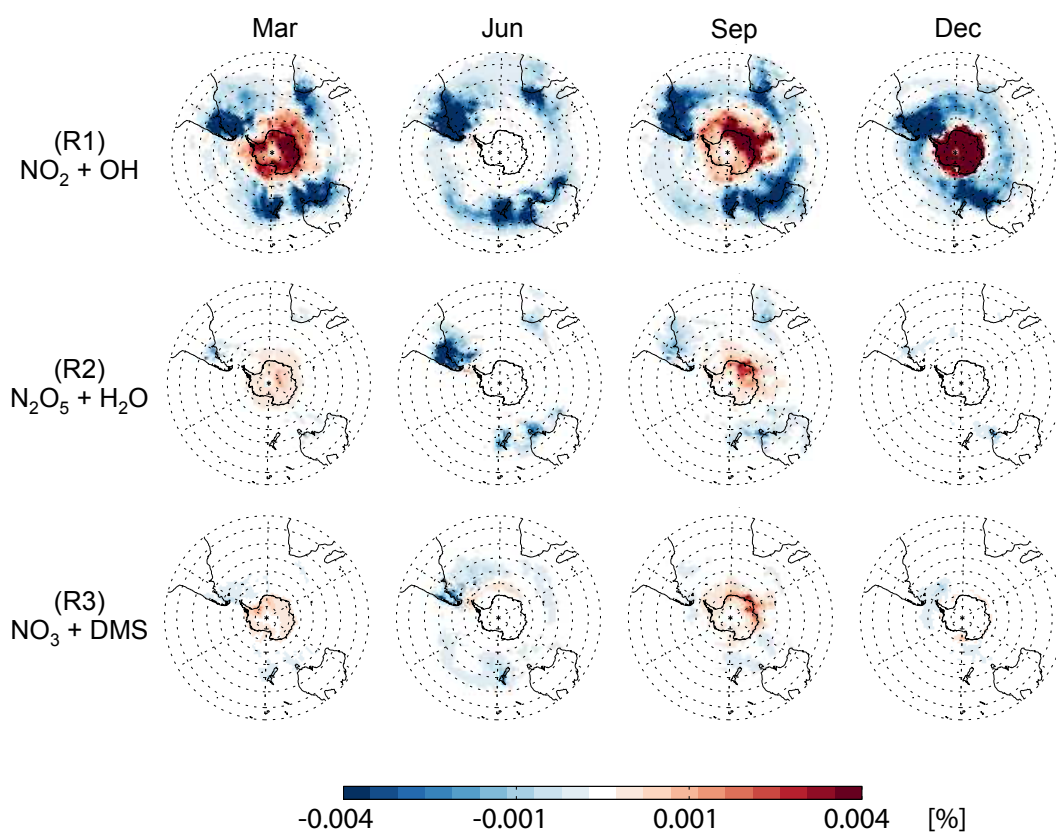 Mar Jun Sep Dec
(R1)
NO₂ + OH
(R2)
N₂O₅ + H₂O
(R3)
NO₃ + DMS
-0.004 -0.001 0.001 0.004 [%]